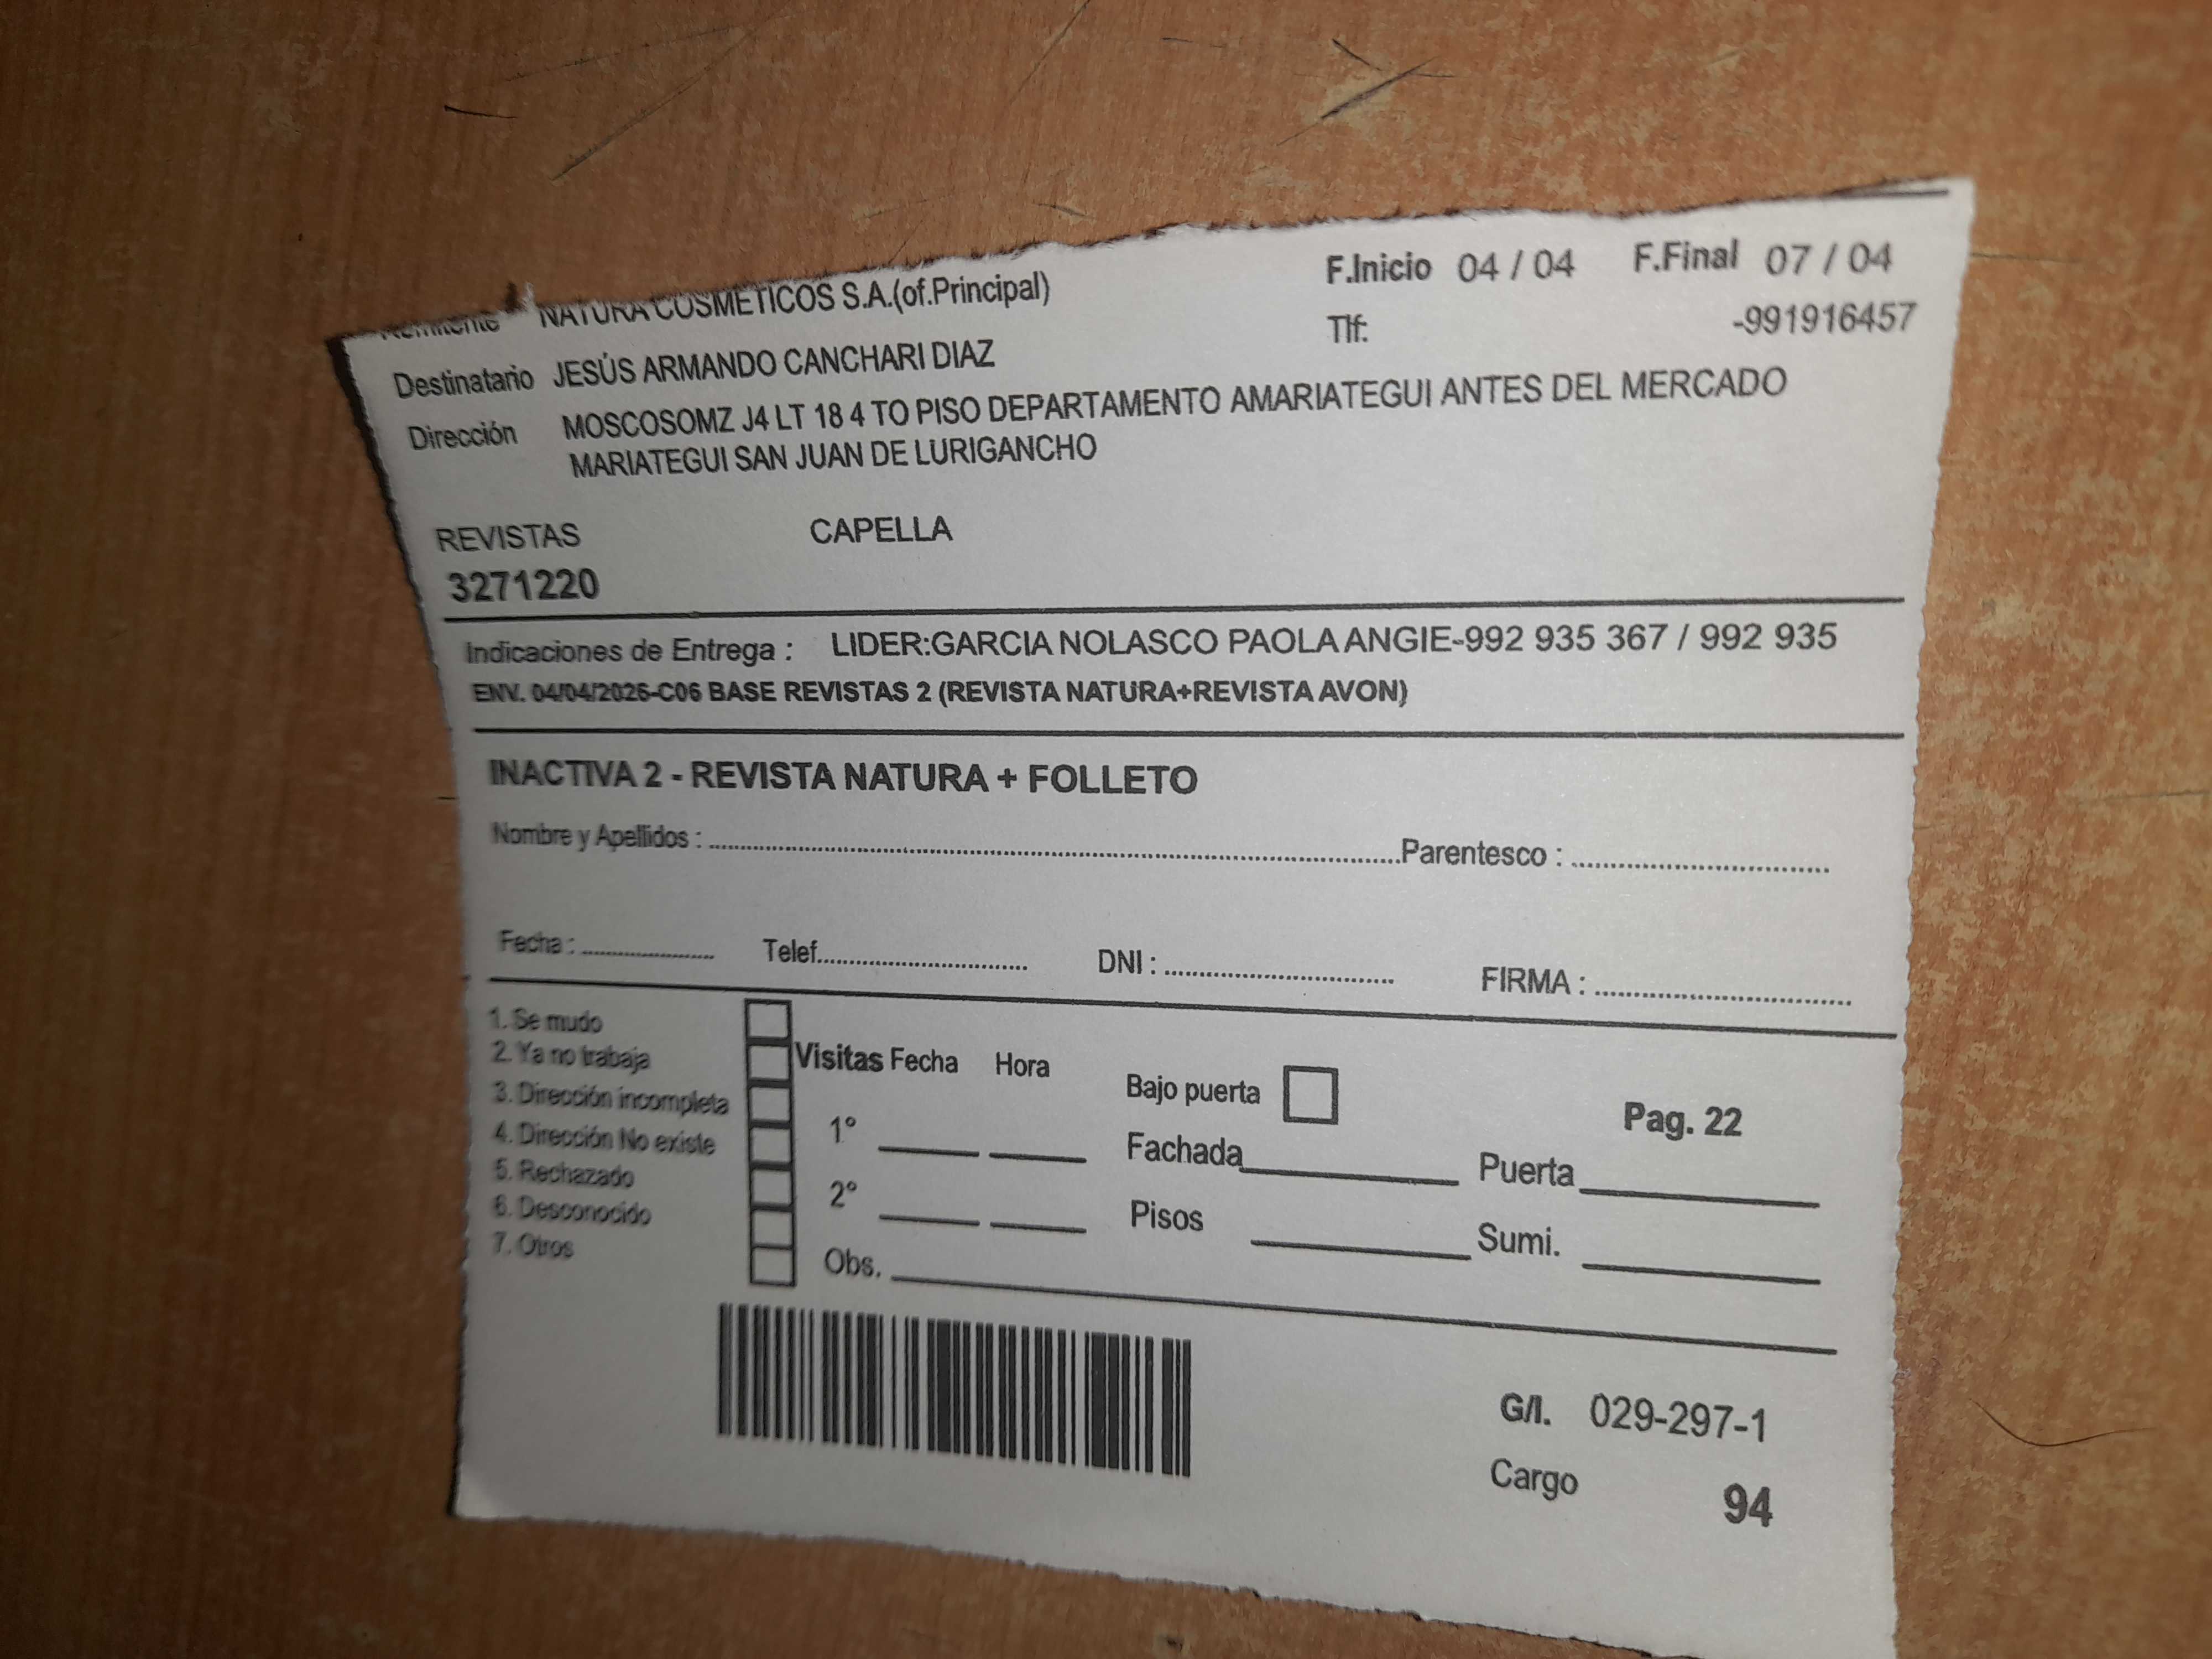 Remitente NATURA COSMETICOS S.A.(of.Principal) F.Inicio 04 / 04 F.Final 07 / 04
Destinatario JESÚS ARMANDO CANCHARI DIAZ Tlf: -991916457
Dirección MOSCOSOMZ J4 LT 18 4 TO PISO DEPARTAMENTO AMARIATEGUI ANTES DEL MERCADO
MARIATEGUI SAN JUAN DE LURIGANCHO
REVISTAS CAPELLA
3271220
Indicaciones de Entrega : LIDER:GARCIA NOLASCO PAOLA ANGIE-992 935 367 / 992 935
ENV. 04/04/2025-C06 BASE REVISTAS 2 (REVISTA NATURA+REVISTA AVON)
INACTIVA 2 - REVISTA NATURA + FOLLETO
Nombre y Apellidos : Parentesco :
Fecha : Telef. DNI : FIRMA :
1. Se mudo
2. Ya no trabaja
3. Dirección incompleta
4. Dirección No existe
5. Rechazado
6. Desconocido
7. Otros
Visitas Fecha Hora
1°
2°
Obs.
Bajo puerta Pag. 22
Fachada Puerta
Pisos Sumi.
G/I. 029-297-1
Cargo 94